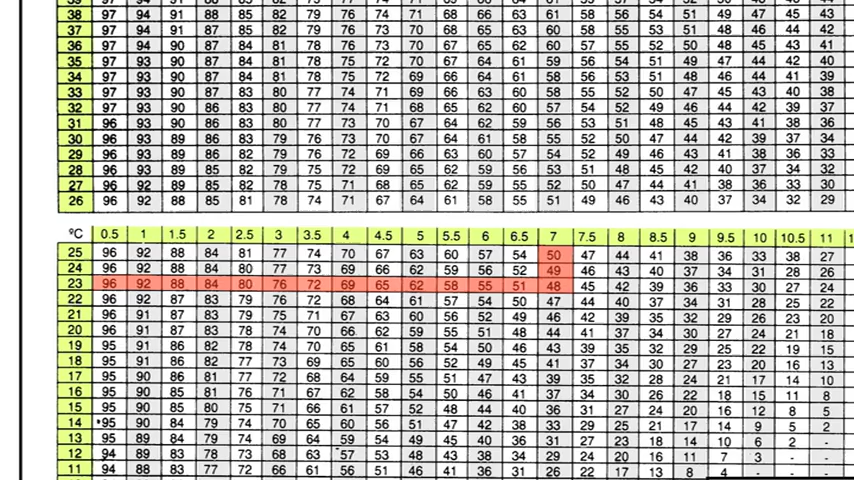 38 97 94 91 88 85 82 79 76 74 71 68 66 63 61 58 56 54 51 49 47 45 43
37 97 94 91 87 85 82 79 76 73 70 68 65 63 60 58 55 53 51 48 46 44 42
36 97 94 90 87 84 81 78 76 73 70 67 65 62 60 57 55 52 50 48 45 43 41
35 97 93 90 87 84 81 78 75 72 70 67 64 61 59 56 54 51 49 47 44 42 40
34 97 93 90 87 84 81 78 75 72 69 66 64 61 58 56 53 51 48 46 44 41 39
33 97 93 90 87 83 80 77 74 71 69 66 63 60 58 55 52 50 47 45 43 40 38
32 97 93 90 86 83 80 77 74 71 68 65 62 60 57 54 52 49 46 44 42 39 37
31 96 93 90 86 83 80 77 73 70 67 64 62 59 56 53 51 48 45 43 41 38 36
30 96 93 89 86 83 79 76 73 70 67 64 61 58 55 52 50 47 44 42 39 37 34
29 96 93 89 86 82 79 76 72 69 66 63 60 57 54 52 49 46 43 41 38 36 33
28 96 93 89 85 82 79 75 72 69 65 62 59 56 53 51 48 45 42 40 37 34 32
27 96 92 89 85 82 78 75 71 68 65 62 59 55 52 50 47 44 41 38 36 33 30
26 96 92 88 85 81 78 74 71 67 64 61 58 55 51 49 46 43 40 37 34 32 29
ºC 0.5 1 1.5 2 2.5 3 3.5 4 4.5 5 5.5 6 6.5 7 7.5 8 8.5 9 9.5 10 10.5 11
25 96 92 88 84 81 77 74 70 67 63 60 57 54 50 47 44 41 38 36 33 38 27
24 96 92 88 84 80 77 73 69 66 62 59 56 52 49 46 43 40 37 34 31 28 26
23 96 92 88 84 80 76 72 69 65 62 58 55 51 48 45 42 39 36 33 30 27 24
22 96 92 87 83 79 76 72 68 64 61 57 54 50 47 44 40 37 34 31 28 25 22
21 96 91 87 83 79 75 71 67 63 60 56 52 49 46 42 39 35 32 29 26 23 20
20 96 91 87 83 78 74 70 66 62 59 55 51 48 44 41 37 34 30 27 24 21 18
19 95 91 86 82 78 74 70 65 61 58 54 50 46 43 39 35 32 29 25 22 19 15
18 95 91 86 82 77 73 69 65 60 56 52 49 45 41 37 34 30 27 23 20 16 13
17 95 90 86 81 77 72 68 64 59 55 51 47 43 39 35 32 28 24 21 17 14 10
16 95 90 85 81 76 71 67 62 58 54 50 46 41 37 34 30 26 22 18 15 11 8
15 95 90 85 80 75 71 66 61 57 52 48 44 40 36 31 27 24 20 16 12 8 5
14 95 90 84 79 74 70 65 60 56 51 47 42 38 33 29 25 21 17 14 9 5 2
13 95 89 84 79 74 69 64 59 54 49 45 40 36 31 27 23 18 14 10 6 2 -
12 94 89 83 78 73 68 63 57 53 48 43 38 34 29 24 20 16 11 7 3 - -
11 94 88 83 77 72 66 61 56 51 46 41 36 31 26 22 17 13 8 4 - - -